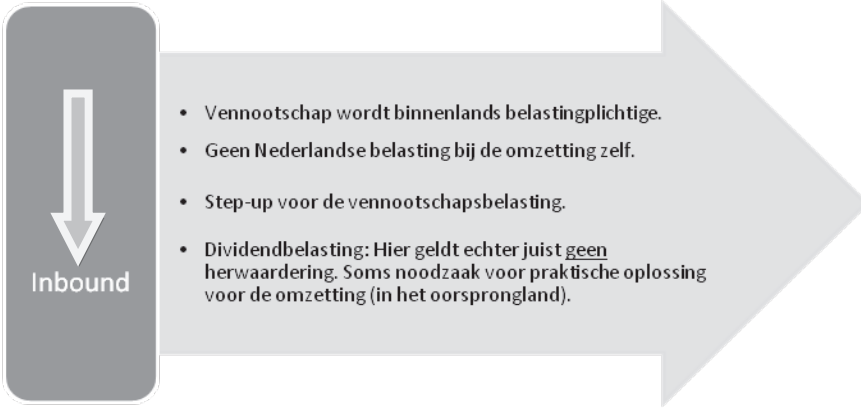 Inbound
• Vennootschap wordt binnenlands belastingplichtige.
• Geen Nederlandse belasting bij de omzetting zelf.
• Step-up voor de vennootschapsbelasting.
• Dividendbelasting: Hier geldt echter juist geen
herwaardering. Soms noodzaak voor praktische oplossing
voor de omzetting (in het oorsprongland).